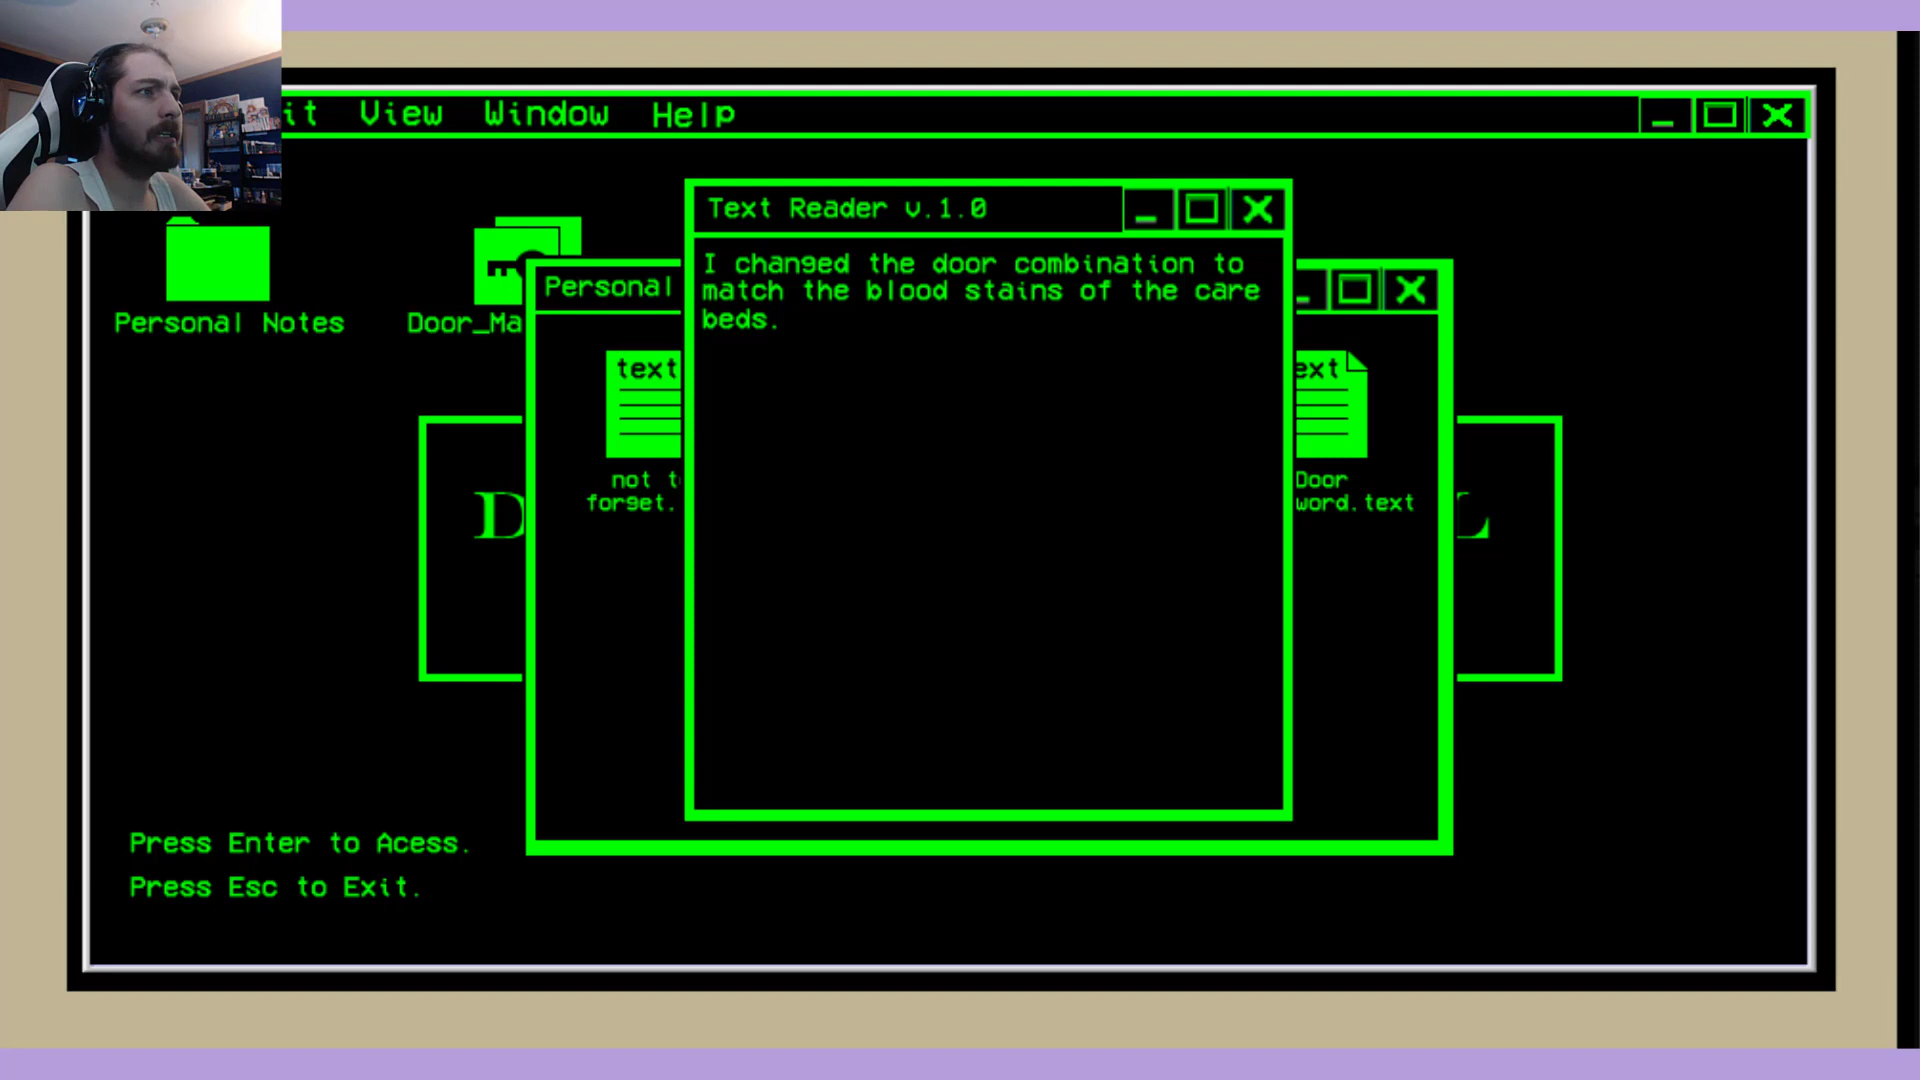 it View Window Help
Text Reader v.1.0
I changed the door combination to
match the blood stains of the care
beds.
Personal
Personal Notes
Door_Ma
text
ext
not t
forget.
Door
word.text
D
L
Press Enter to Acess.
Press Esc to Exit.